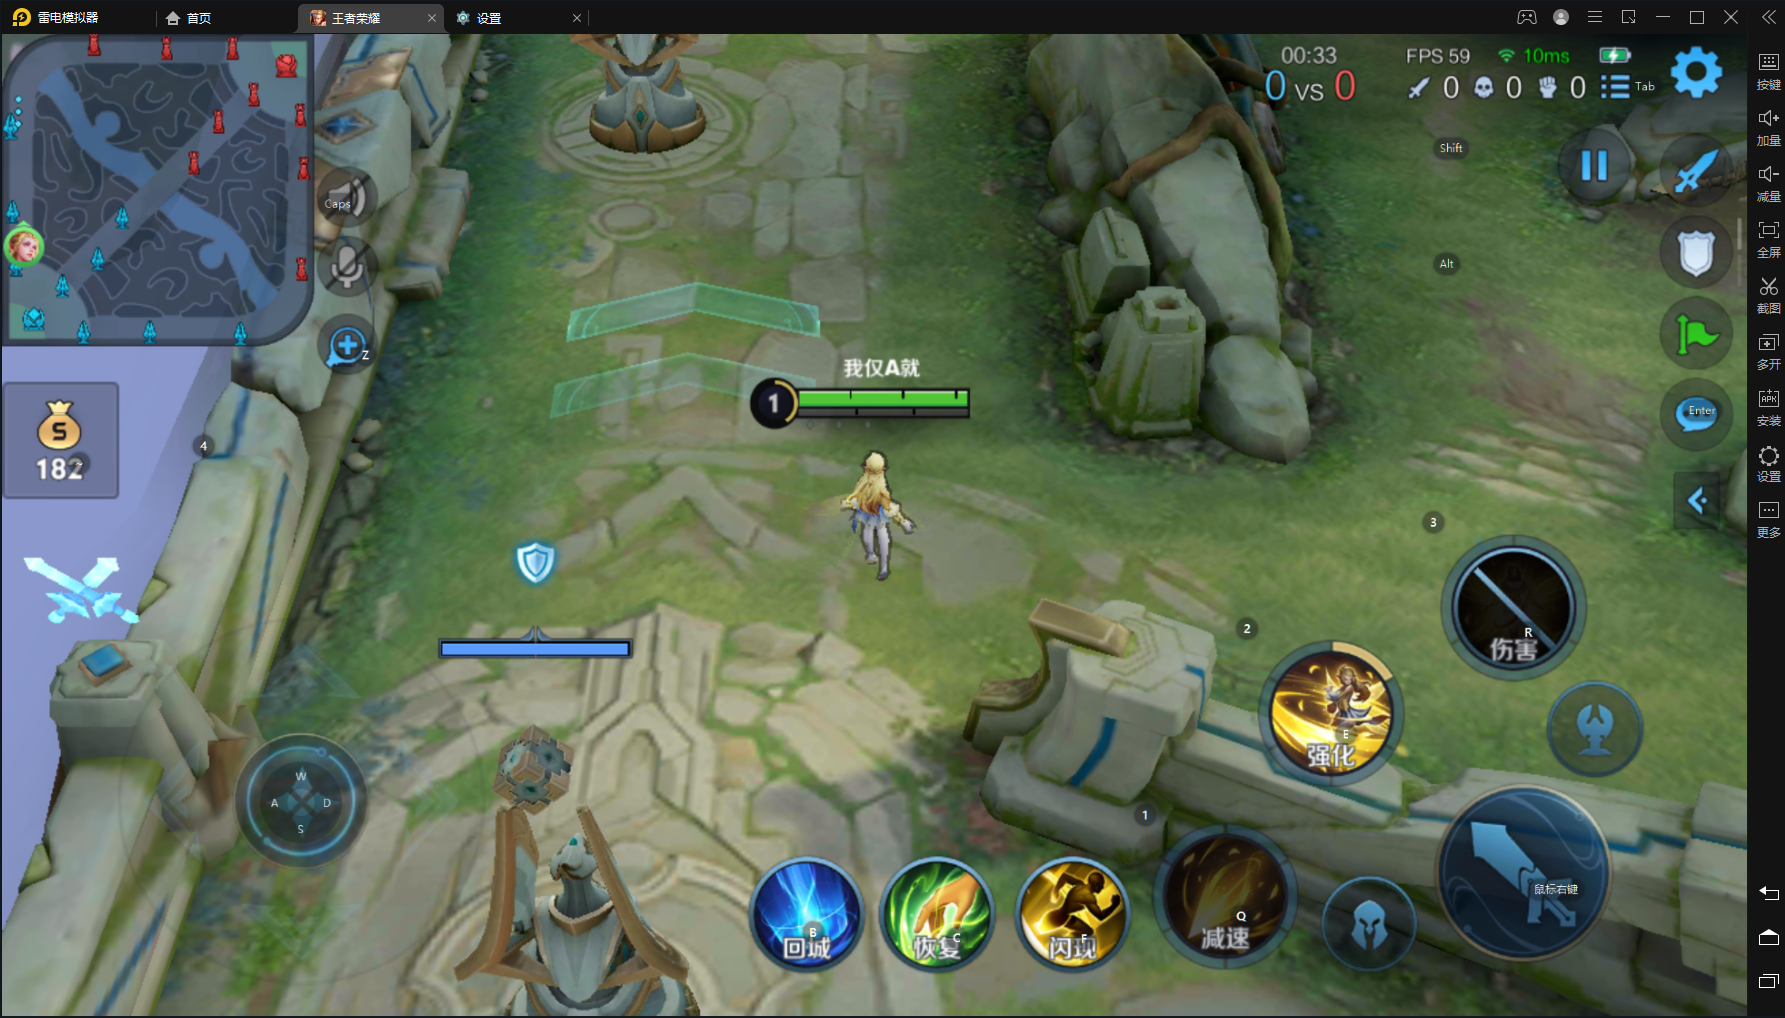 雷电模拟器
首页
王者荣耀
设置
00:33
0 VS 0
FPS 59
10ms
0
0
0
Tab
按键
加量
减量
全屏
截图
多开
APK
安装
设置
更多
Shift
Alt
Caps
Z
Enter
我仅A就
1
S
182
4
3
2
1
R
伤害
E
强化
Q
减速
W
A
D
S
B
回城
C
恢复
F
闪现
鼠标右键